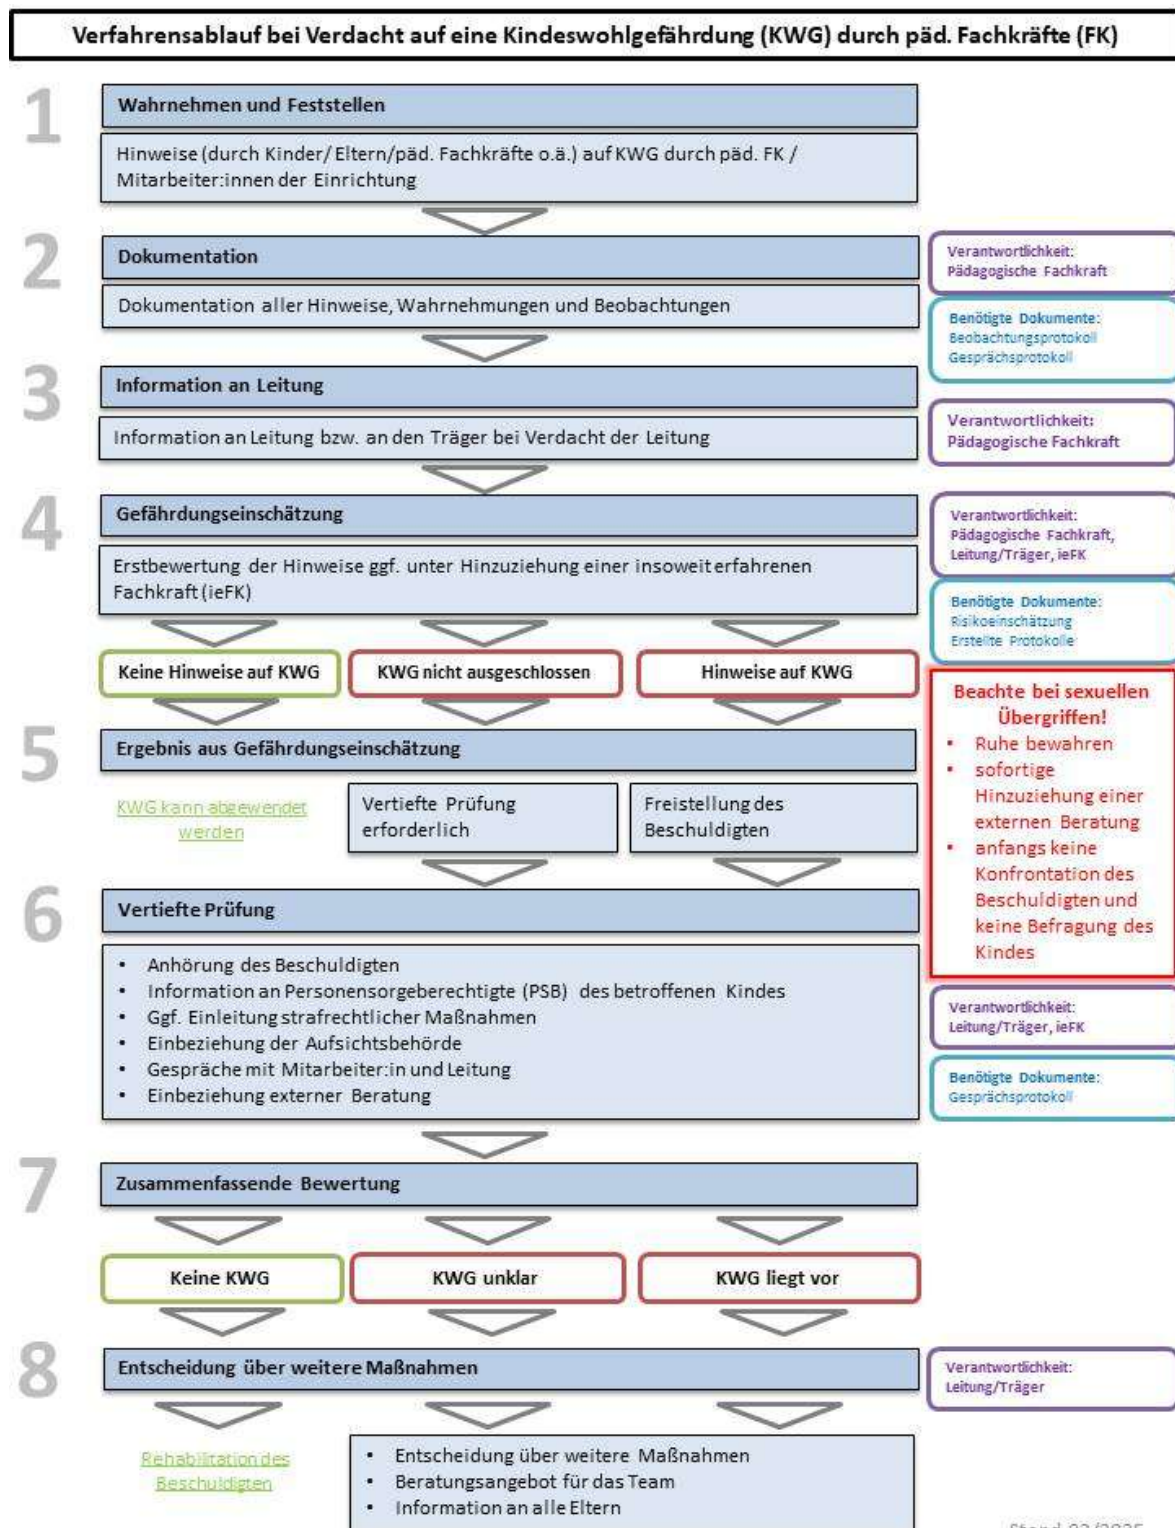 Verfahrensablauf bei Verdacht auf eine Kindeswohlgefährdung (KWG) durch päd. Fachkräfte (FK)
1
Wahrnehmen und Feststellen
Hinweise (durch Kinder/ Eltern/päd. Fachkräfte o.ä.) auf KWG durch päd. FK /
Mitarbeiter:innen der Einrichtung
2
Dokumentation
Dokumentation aller Hinweise, Wahrnehmungen und Beobachtungen
Verantwortlichkeit:
Pädagogische Fachkraft
Benötigte Dokumente:
Beobachtungsprotokoll
Gesprächsprotokoll
3
Information an Leitung
Information an Leitung bzw. an den Träger bei Verdacht der Leitung
Verantwortlichkeit:
Pädagogische Fachkraft
4
Gefährdungseinschätzung
Erstbewertung der Hinweise ggf. unter Hinzuziehung einer insoweit erfahrenen
Fachkraft (ieFK)
Verantwortlichkeit:
Pädagogische Fachkraft,
Leitung/Träger, ieFK
Benötigte Dokumente:
Risikoeinschätzung
Erstellte Protokolle
Keine Hinweise auf KWG
KWG nicht ausgeschlossen
Hinweise auf KWG
5
Ergebnis aus Gefährdungseinschätzung
KWG kann abgewendet
werden
Vertiefte Prüfung
erforderlich
Freistellung des
Beschuldigten
Beachte bei sexuellen
Übergriffen!
• Ruhe bewahren
• sofortige
Hinzuziehung einer
externen Beratung
• anfangs keine
Konfrontation des
Beschuldigten und
keine Befragung des
Kindes
6
Vertiefte Prüfung
• Anhörung des Beschuldigten
• Information an Personensorgeberechtigte (PSB) des betroffenen Kindes
• Ggf. Einleitung strafrechtlicher Maßnahmen
• Einbeziehung der Aufsichtsbehörde
• Gespräche mit Mitarbeiter:in und Leitung
• Einbeziehung externer Beratung
Verantwortlichkeit:
Leitung/Träger, ieFK
Benötigte Dokumente:
Gesprächsprotokoll
7
Zusammenfassende Bewertung
Keine KWG
KWG unklar
KWG liegt vor
8
Entscheidung über weitere Maßnahmen
Verantwortlichkeit:
Leitung/Träger
Rehabilitation des
Beschuldigten
• Entscheidung über weitere Maßnahmen
• Beratungsangebot für das Team
• Information an alle Eltern
Stand